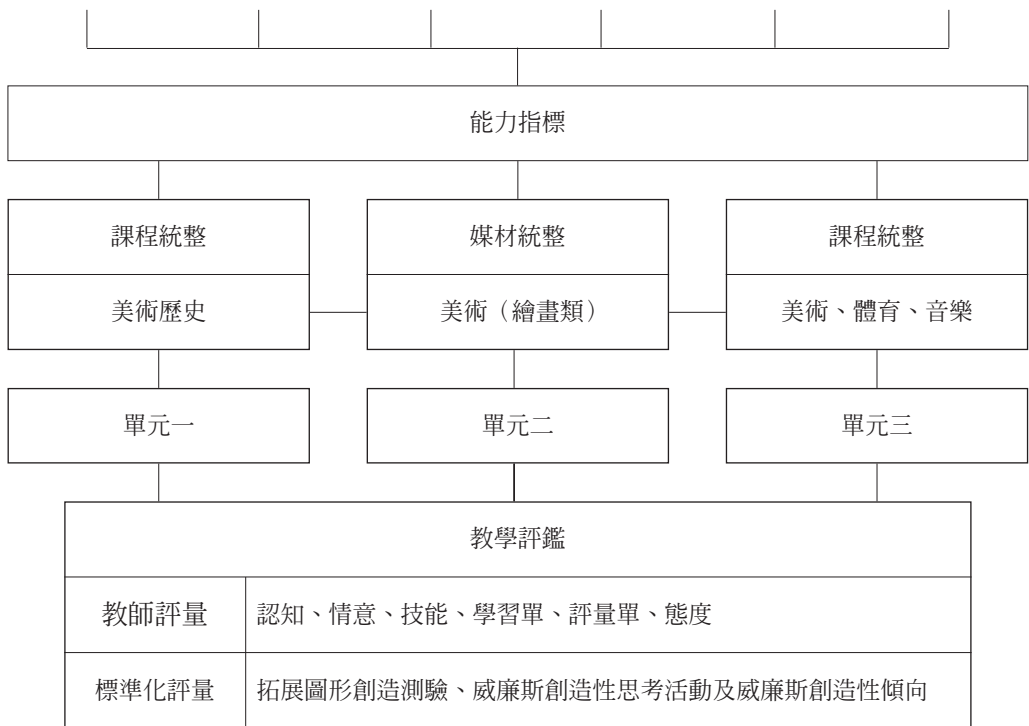 能力指標
課程統整
媒材統整
課程統整
美術歷史
美術（繪畫類）
美術、體育、音樂
單元一
單元二
單元三
教學評鑑
教師評量
認知、情意、技能、學習單、評量單、態度
標準化評量
拓展圖形創造測驗、威廉斯創造性思考活動及威廉斯創造性傾向